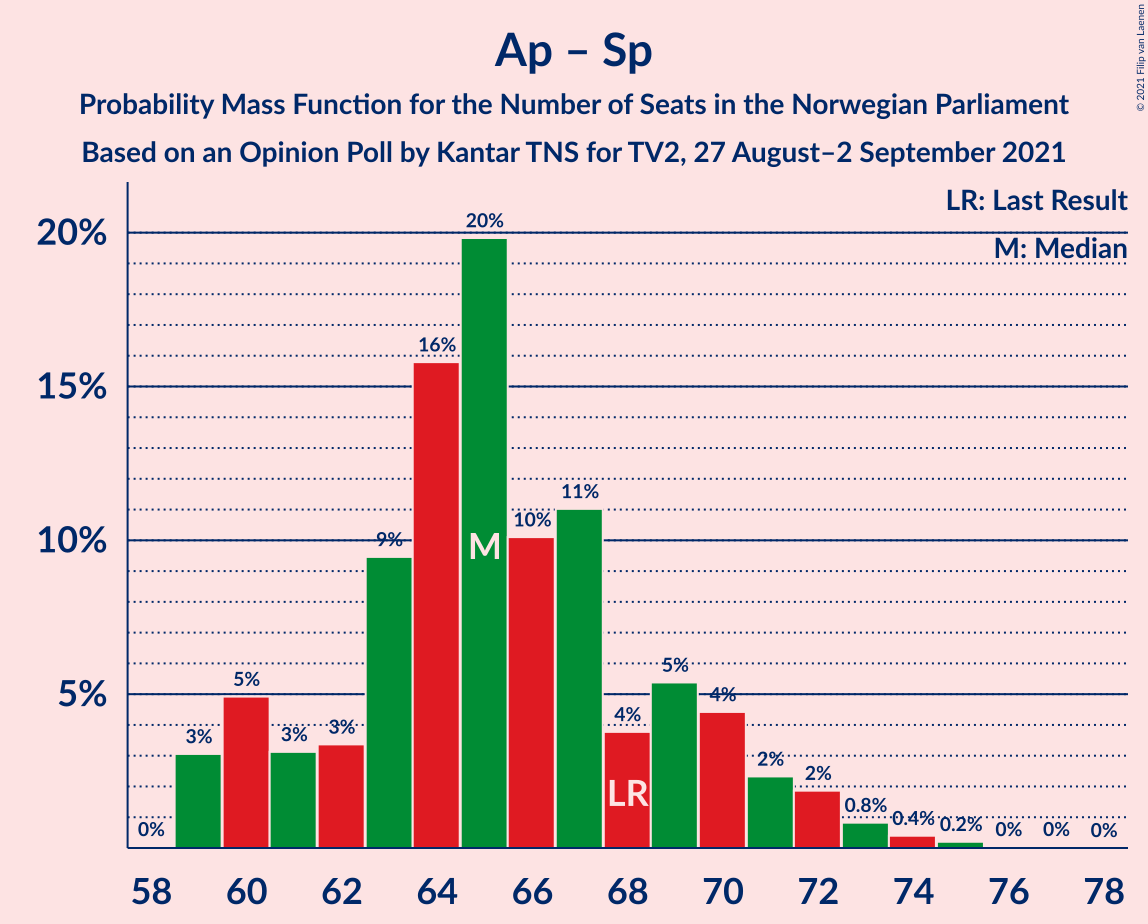 © 2021 Filip van Laenen
Ap – Sp
Probability Mass Function for the Number of Seats in the Norwegian Parliament
Based on an Opinion Poll by Kantar TNS for TV2, 27 August–2 September 2021
LR: Last Result
M: Median
20%
15%
10%
5%
0%
3%
5%
3%
3%
9%
16%
20%
10%
11%
4%
5%
4%
2%
2%
0.8%
0.4%
0.2%
0%
0%
0%
M
LR
58 60 62 64 66 68 70 72 74 76 78